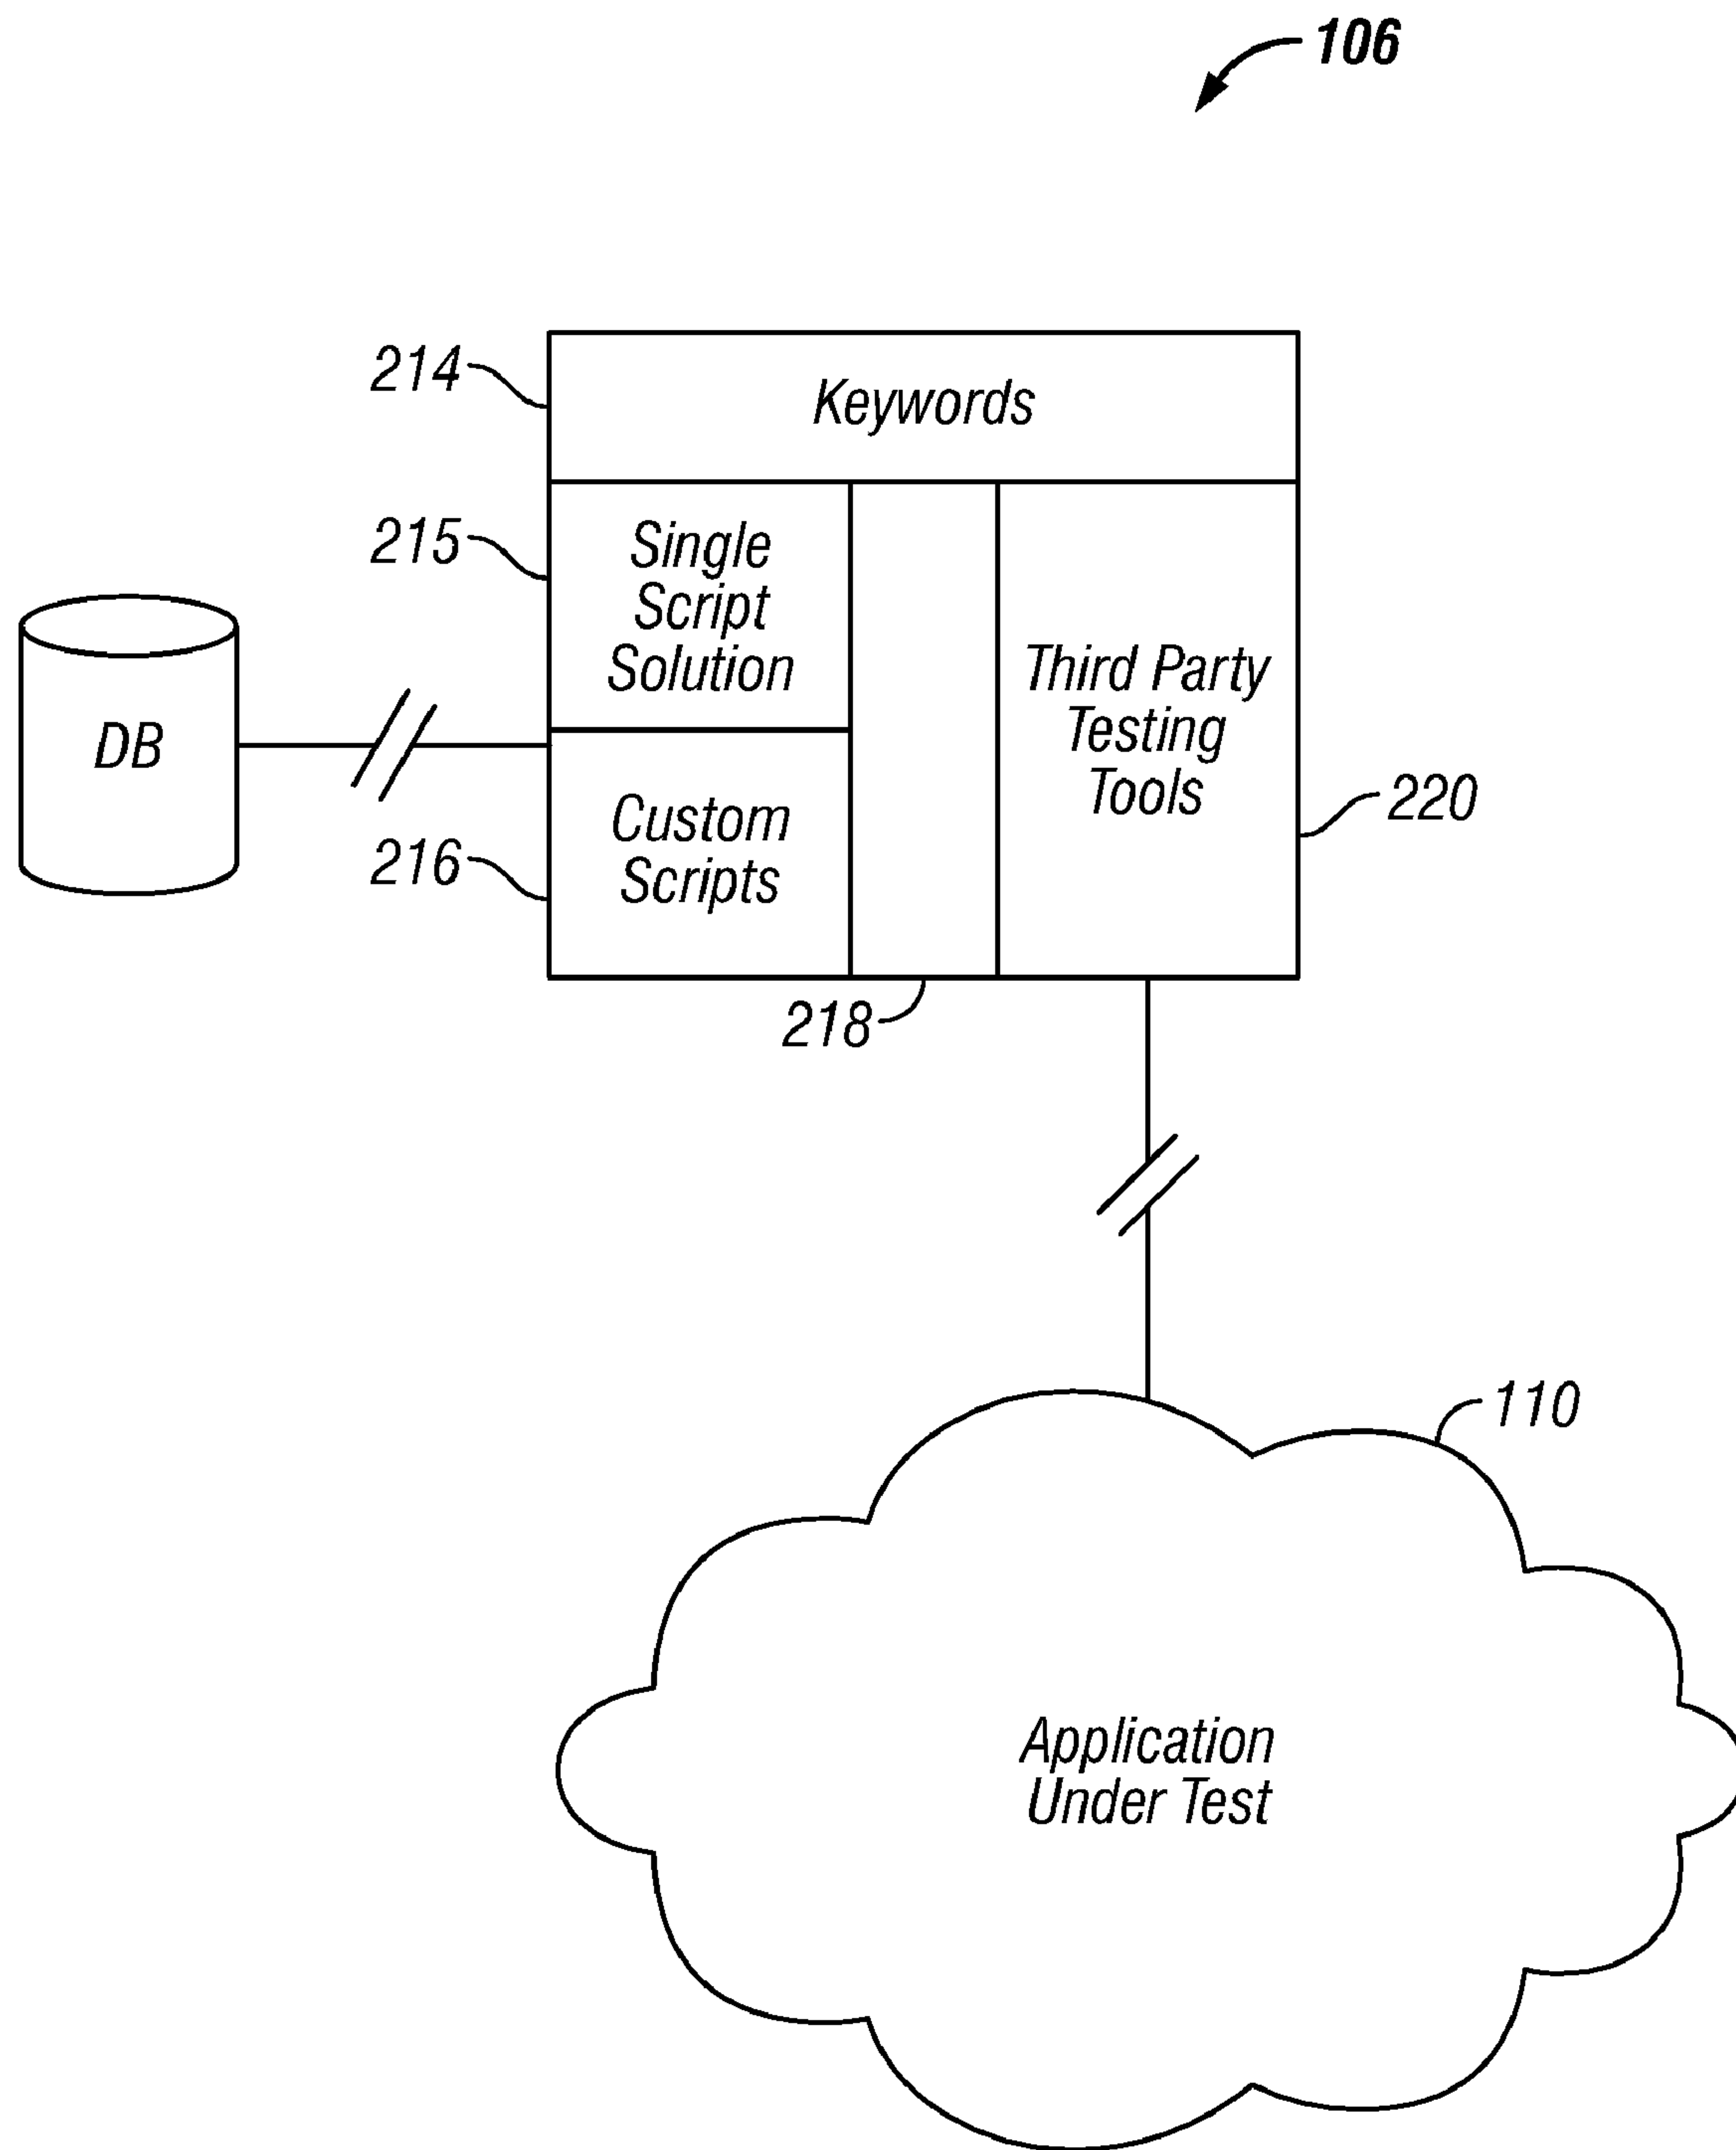 106
214
Keywords
215
Single
Script
Solution
Third Party
Testing
Tools
DB
Custom
Scripts
216
220
218
110
Application
Under Test